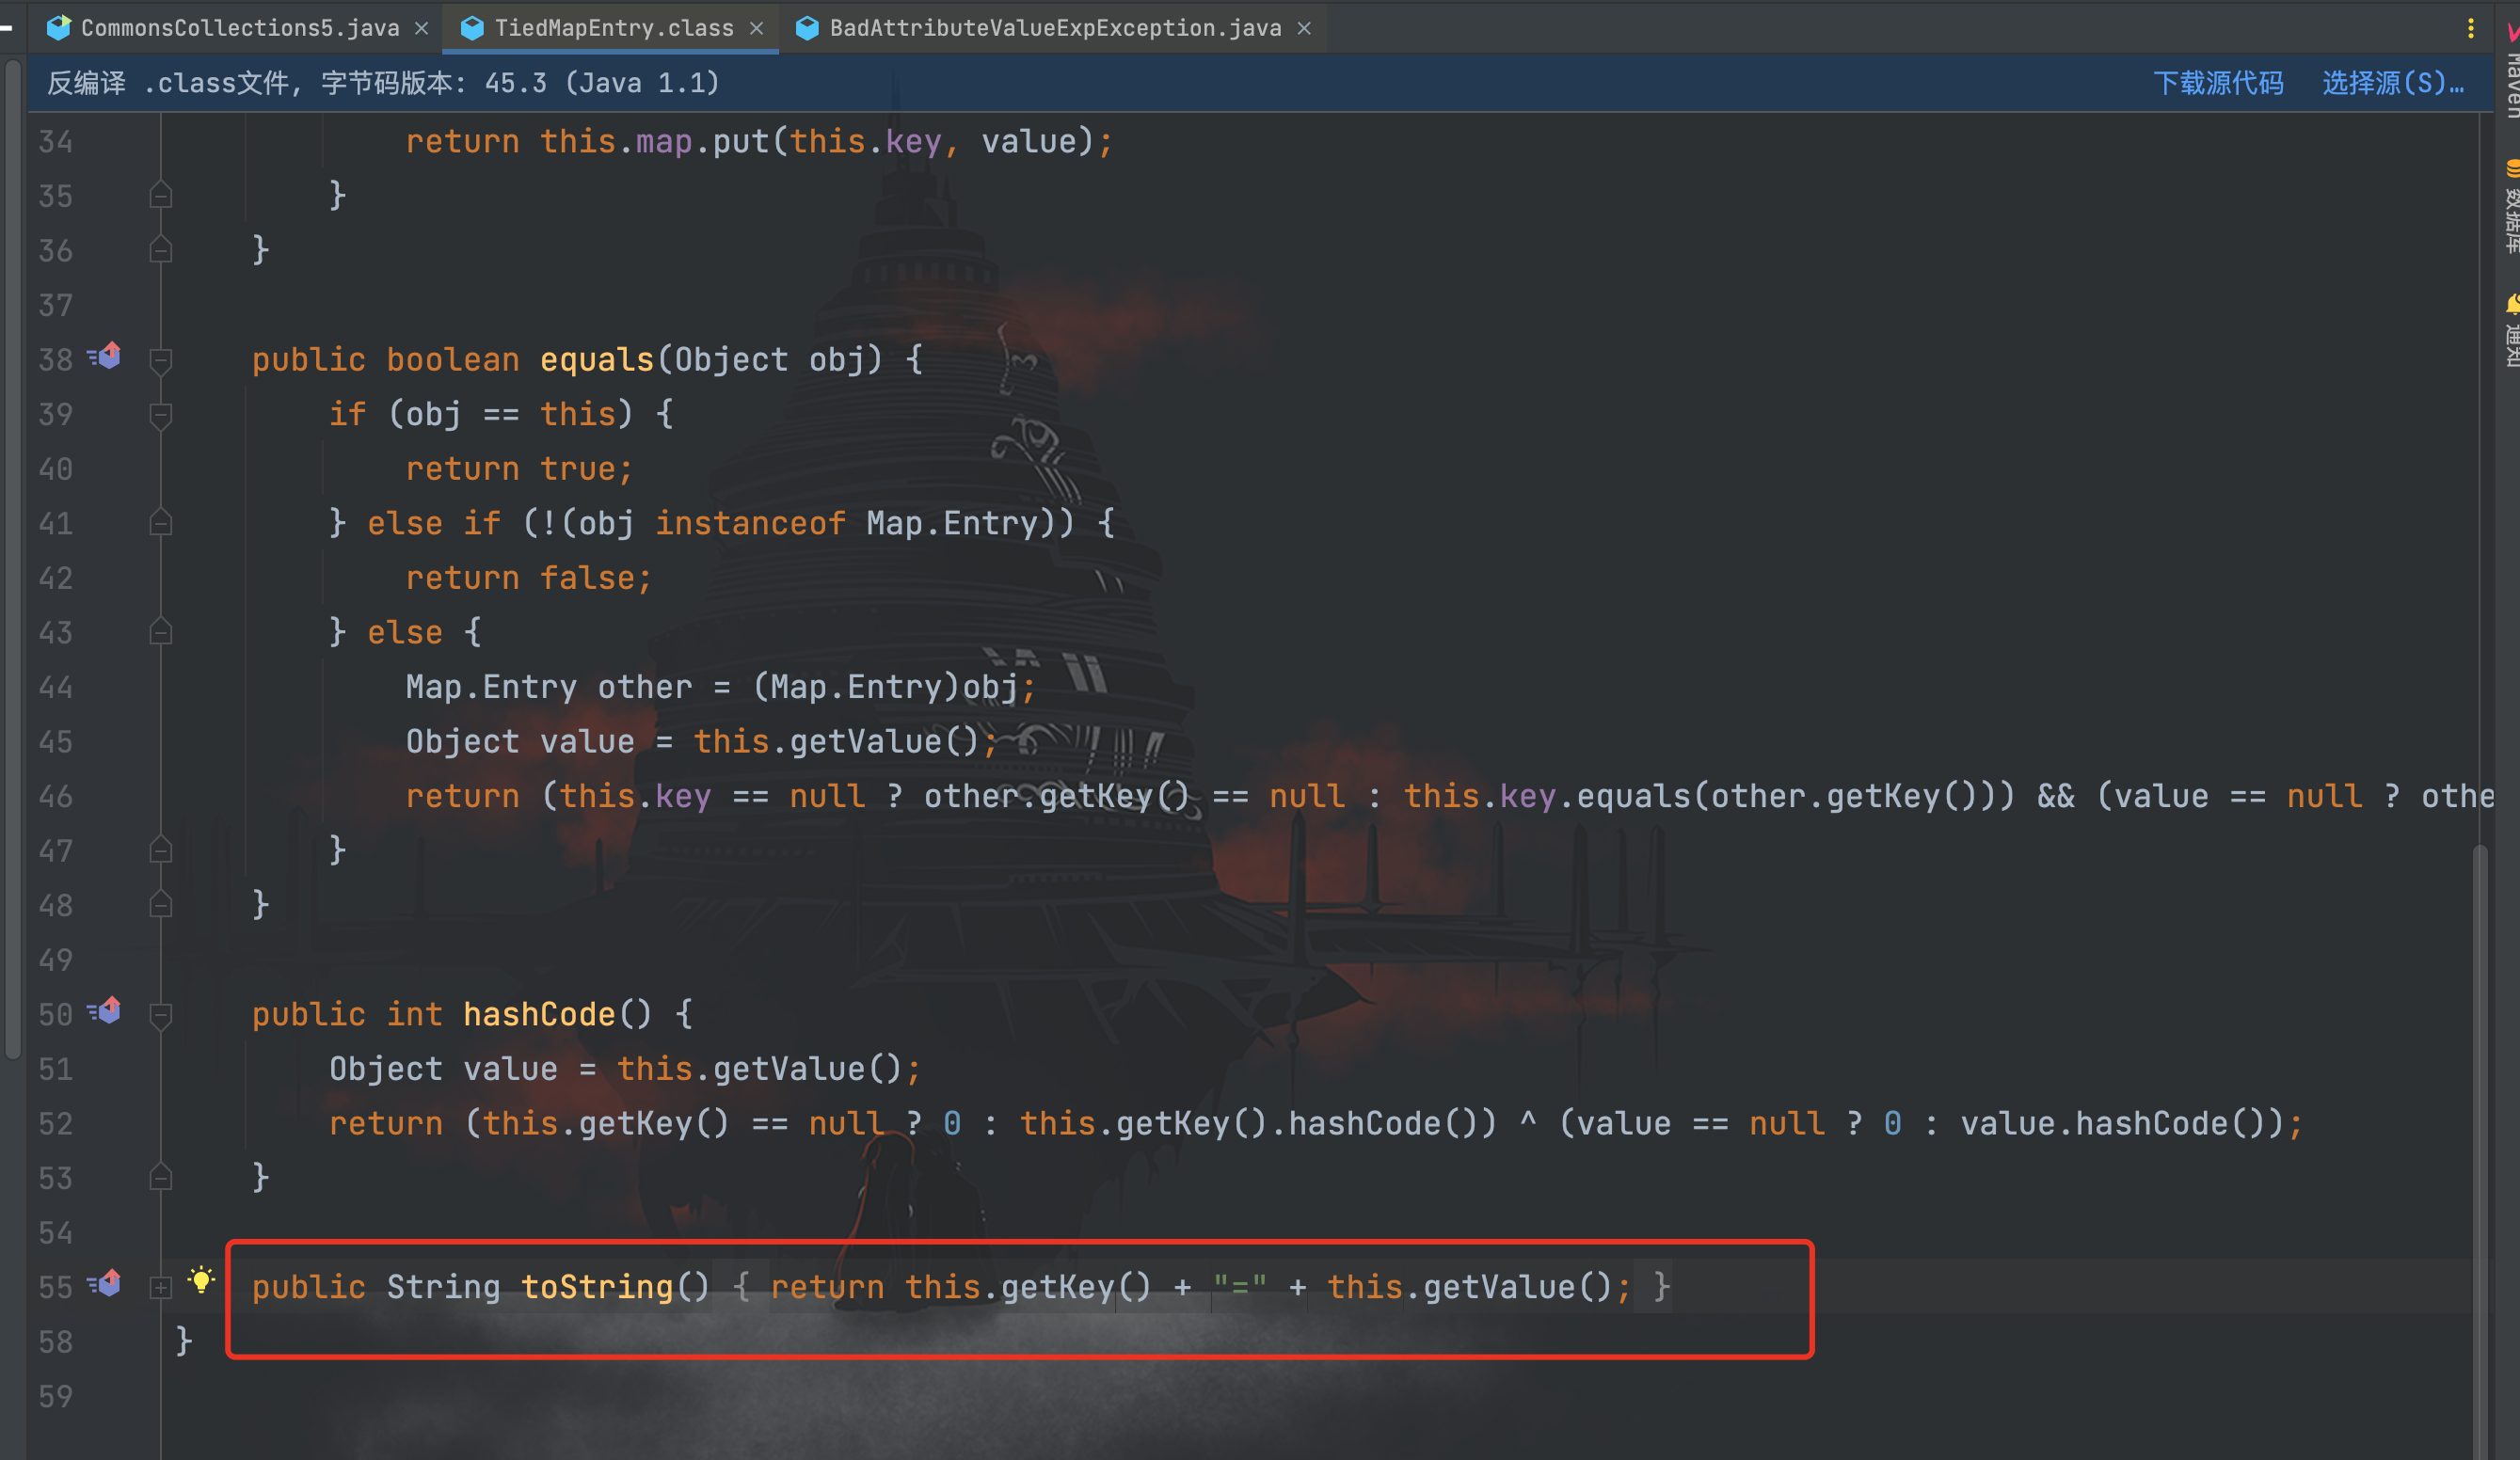 CommonsCollections5.java TiedMapEntry.class BadAttributeValueExpException.java
反编译 .class文件, 字节码版本: 45.3 (Java 1.1) 下载源代码 选择源(S)…
34 return this.map.put(this.key, value);
35 }
36 }
37
38 public boolean equals(Object obj) {
39 if (obj == this) {
40 return true;
41 } else if (!(obj instanceof Map.Entry)) {
42 return false;
43 } else {
44 Map.Entry other = (Map.Entry)obj;
45 Object value = this.getValue();
46 return (this.key == null ? other.getKey() == null : this.key.equals(other.getKey())) && (value == null ? othe
47 }
48 }
49
50 public int hashCode() {
51 Object value = this.getValue();
52 return (this.getKey() == null ? 0 : this.getKey().hashCode()) ^ (value == null ? 0 : value.hashCode());
53 }
54
55 public String toString() { return this.getKey() + "=" + this.getValue(); }
58 }
59
Maven
数据库
通知